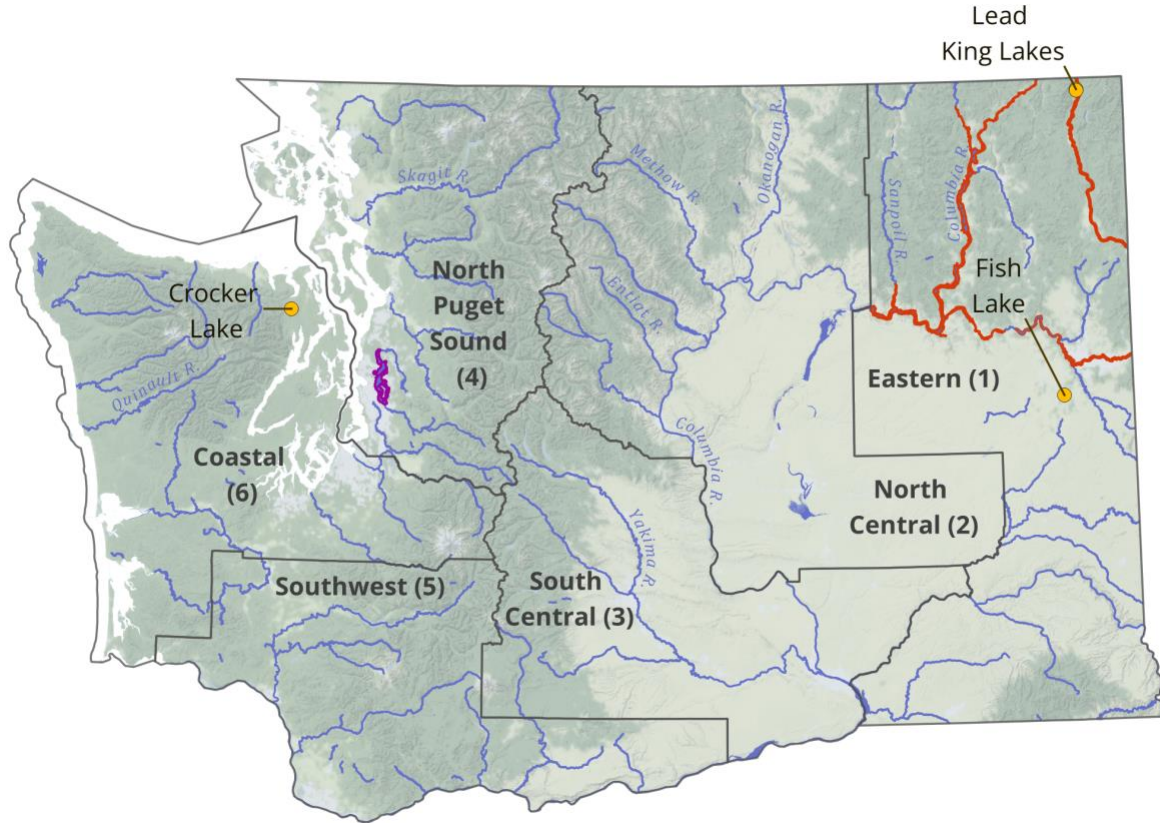 Lead
King Lakes
Skagit R.
Methow R.
Okanogan R.
Sanpoil R.
Columbia R.
Crocker
Lake
North
Puget
Sound
(4)
Entiat R.
Fish
Lake
Quinault R.
Eastern (1)
Coastal
(6)
Columbia R.
North
Central (2)
Yakima R.
Southwest (5)
South
Central (3)